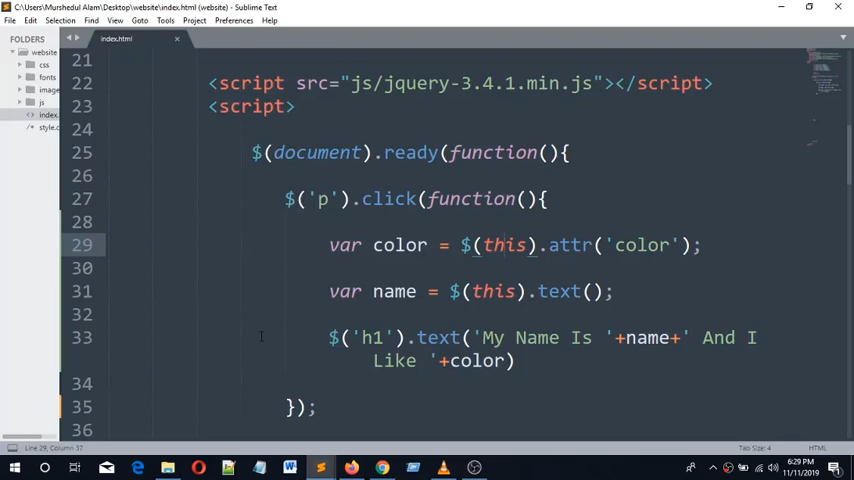 C:\Users\Murshedul Alam\Desktop\website\index.html (website) - Sublime Text
File Edit Selection Find View Goto Tools Project Preferences Help
FOLDERS
website
css
fonts
image
js
index.
style.c
index.html
21
22 <script src="js/jquery-3.4.1.min.js"></script>
23 <script>
24
25 $(document).ready(function(){
26
27 $('p').click(function(){
28
29 var color = $(this).attr('color');
30
31 var name = $(this).text();
32
33 $('h1').text('My Name Is '+name+' And I
Like '+color)
34
35 });
36
Line 29, Column 37
Tab Size: 4
HTML
6:29 PM
11/11/2019